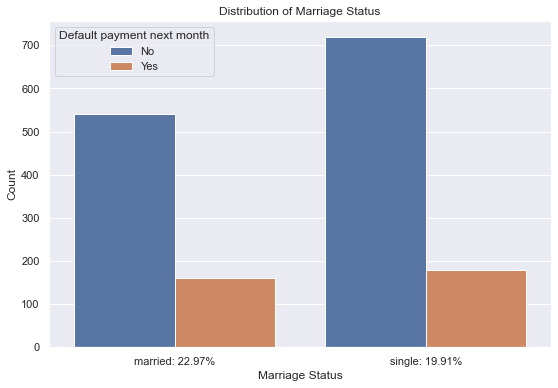 Distribution of Marriage Status
Default payment next month
No
Yes
700
600
500
400
300
200
100
0
Count
married: 22.97%
single: 19.91%
Marriage Status